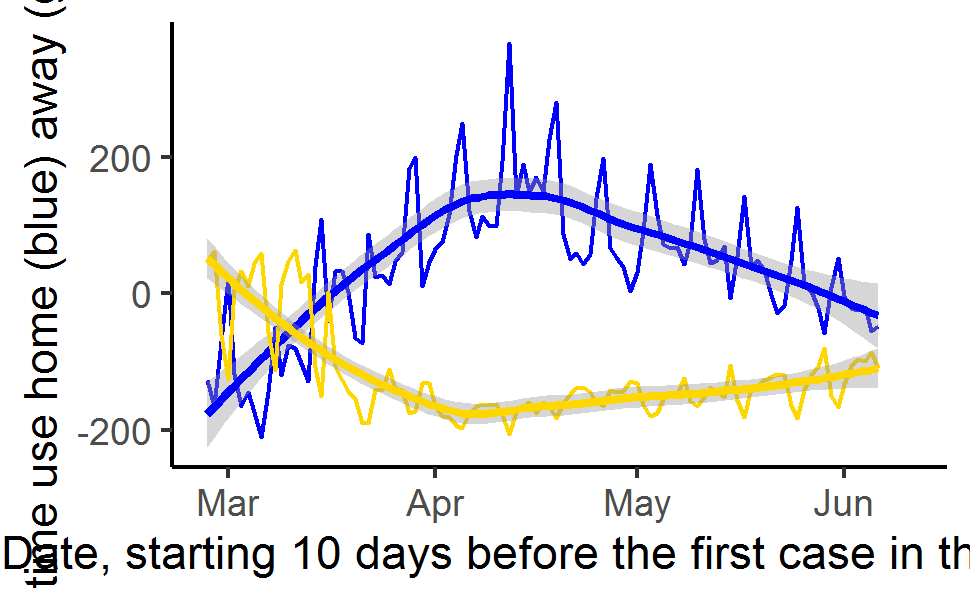 time use home (blue) away (
200
0
-200
Mar Apr May Jun
Date, starting 10 days before the first case in th